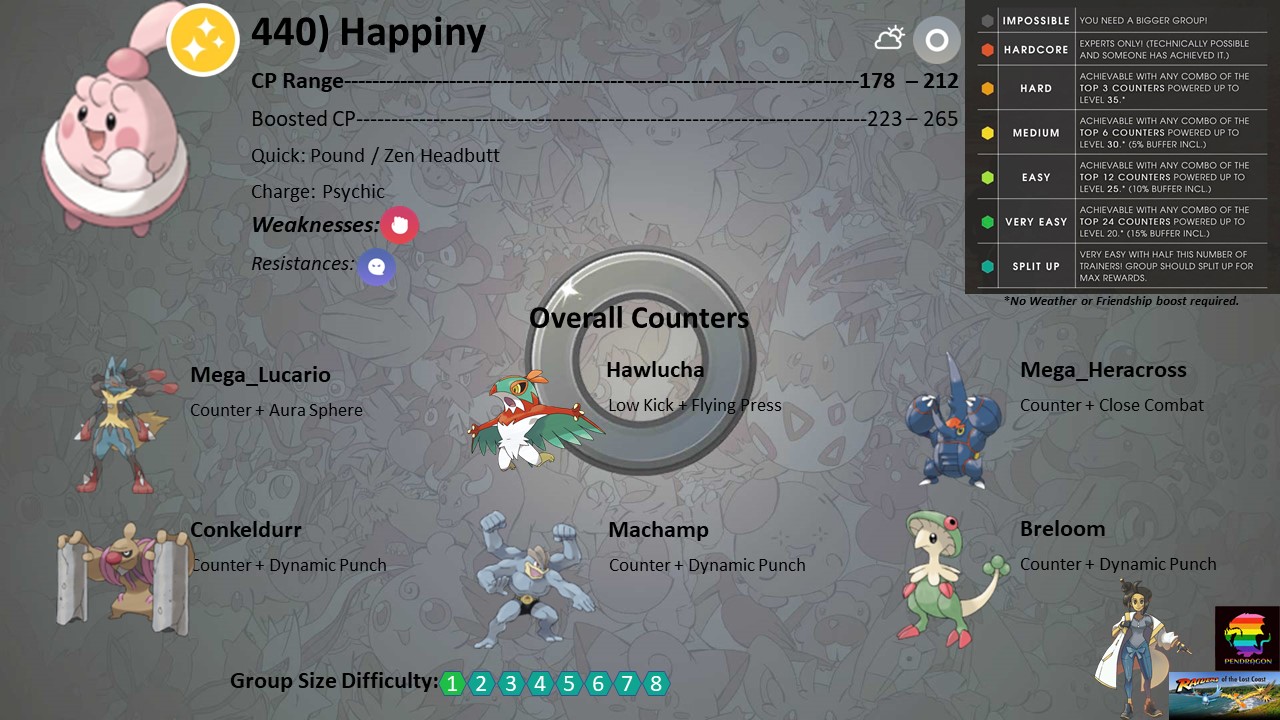 440) Happiny
CP Range-----------------------------------------------------------------------178 – 212
Boosted CP---------------------------------------------------------------------223 – 265
Quick: Pound / Zen Headbutt
Charge: Psychic
Weaknesses:
Resistances:
IMPOSSIBLE YOU NEED A BIGGER GROUP!
HARDCORE EXPERTS ONLY! (TECHNICALLY POSSIBLE
AND SOMEONE HAS ACHIEVED IT.)
HARD ACHIEVABLE WITH ANY COMBO OF THE
TOP 3 COUNTERS POWERED UP TO
LEVEL 35.*
MEDIUM ACHIEVABLE WITH ANY COMBO OF THE
TOP 6 COUNTERS POWERED UP TO
LEVEL 30.* (5% BUFFER INCL.)
EASY ACHIEVABLE WITH ANY COMBO OF THE
TOP 12 COUNTERS POWERED UP TO
LEVEL 25.* (10% BUFFER INCL.)
VERY EASY ACHIEVABLE WITH ANY COMBO OF THE
TOP 24 COUNTERS POWERED UP TO
LEVEL 20.* (15% BUFFER INCL.)
SPLIT UP VERY EASY WITH HALF THIS NUMBER OF
TRAINERS! GROUP SHOULD SPLIT UP FOR
MAX REWARDS.
*No Weather or Friendship boost required.
Overall Counters
Mega_Lucario
Counter + Aura Sphere
Hawlucha
Low Kick + Flying Press
Mega_Heracross
Counter + Close Combat
Conkeldurr
Counter + Dynamic Punch
Machamp
Counter + Dynamic Punch
Breloom
Counter + Dynamic Punch
Group Size Difficulty: 1 2 3 4 5 6 7 8
PENDROGON
RAIDERS of the Lost Coast